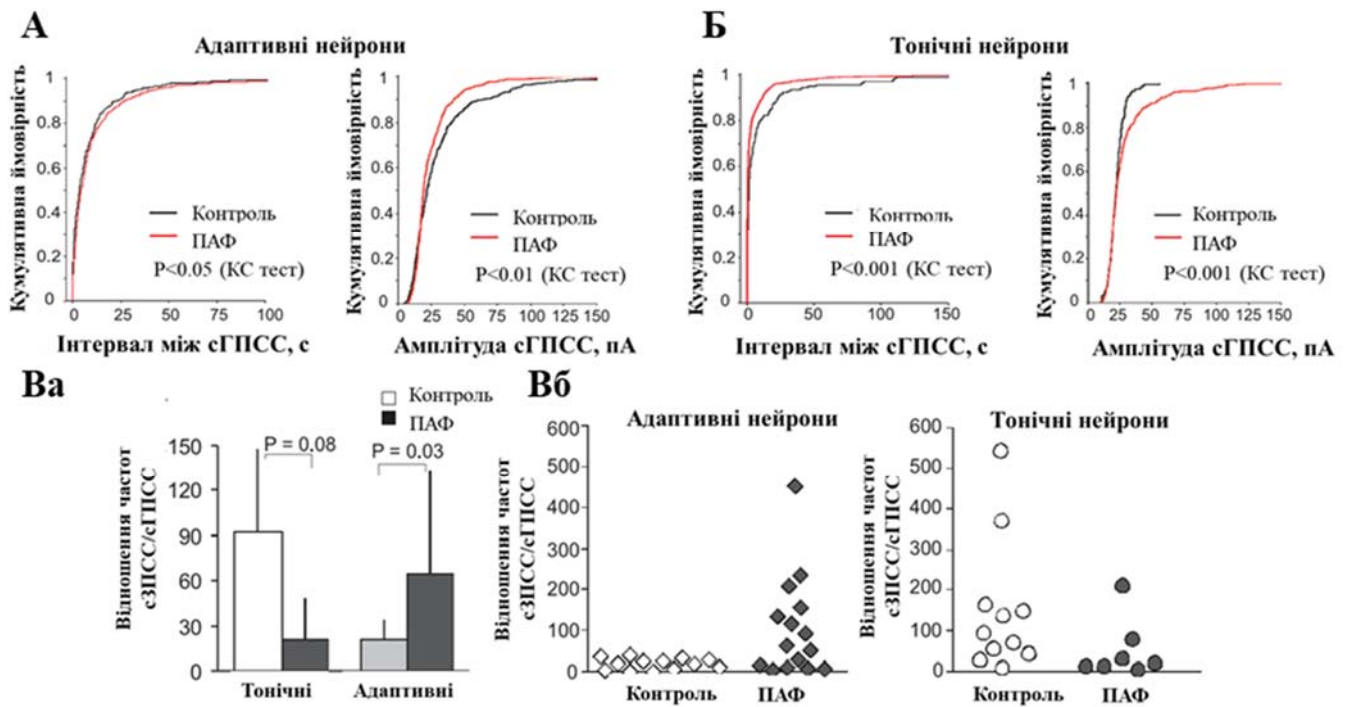 А
Адаптивні нейрони
Кумулятивна ймовірність
1
0.8
0.6
0.4
0.2
0
Контроль
ПАФ
P<0.05 (КС тест)
0 25 50 75 100
Інтервал між сГПСС, с
Кумулятивна ймовірність
1
0.8
0.6
0.4
0.2
0
Контроль
ПАФ
P<0.01 (КС тест)
0 25 50 75 100 150
Амплітуда сГПСС, пА
Б
Тонічні нейрони
Кумулятивна ймовірність
1
0.8
0.6
0.4
0.2
0
Контроль
ПАФ
P<0.001 (КС тест)
0 50 100 150
Інтервал між сГПСС, с
Кумулятивна ймовірність
1
0.8
0.6
0.4
0.2
0
Контроль
ПАФ
P<0.001 (КС тест)
0 25 50 75 100 150
Амплітуда сГПСС, пА
Ва
Контроль
ПАФ
Відношення частот
сЗПСС/сГПСС
150
120
90
60
30
0
P = 0.08
P = 0.03
Тонічні Адаптивні
Вб
Адаптивні нейрони
Відношення частот
сЗПСС/сГПСС
600
500
400
300
200
100
0
Контроль ПАФ
Тонічні нейрони
Відношення частот
сЗПСС/сГПСС
600
500
400
300
200
100
0
Контроль ПАФ